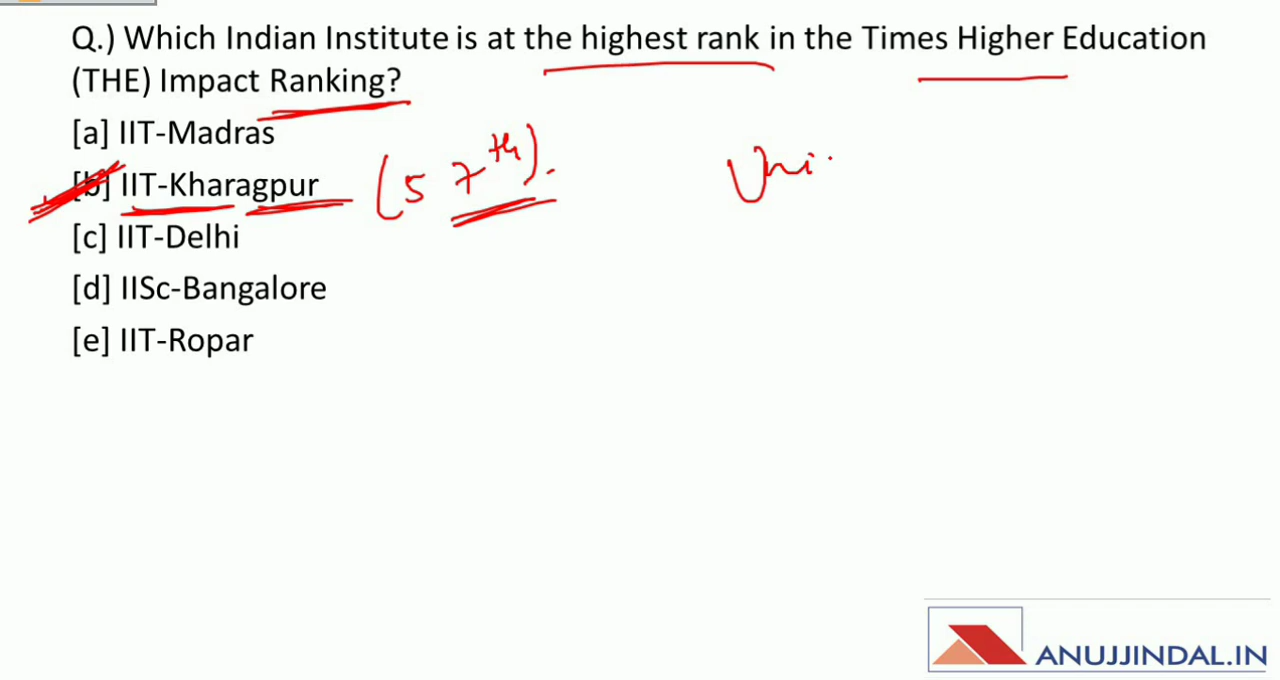 Q.) Which Indian Institute is at the highest rank in the Times Higher Education
(THE) Impact Ranking?
[a] IIT-Madras
[b] IIT-Kharagpur (57th).
Uni.
[c] IIT-Delhi
[d] IISc-Bangalore
[e] IIT-Ropar
ANUJJINDAL.IN